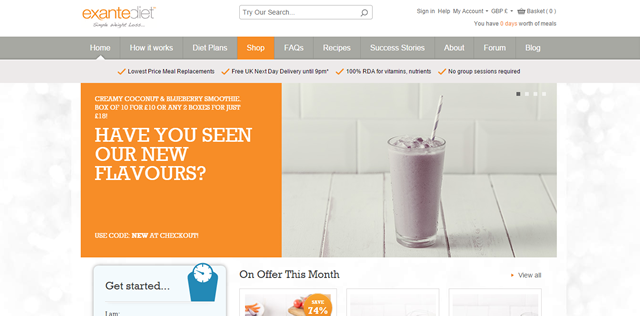 exantediet
Simple Weight Loss...
Try Our Search...
Sign in Help My Account GBP £ Basket ( 0 )
You have 0 days worth of meals
Home How it works Diet Plans Shop FAQs Recipes Success Stories About Forum Blog
Lowest Price Meal Replacements Free UK Next Day Delivery until 9pm* 100% RDA for vitamins, nutrients No group sessions required
CREAMY COCONUT & BLUEBERRY SMOOTHIE.
BOX OF 10 FOR £10 OR ANY 2 BOXES FOR JUST
£15!
HAVE YOU SEEN
OUR NEW
FLAVOURS?
USE CODE: NEW AT CHECKOUT!
Get started...
I am:
On Offer This Month
View all
SAVE
74%